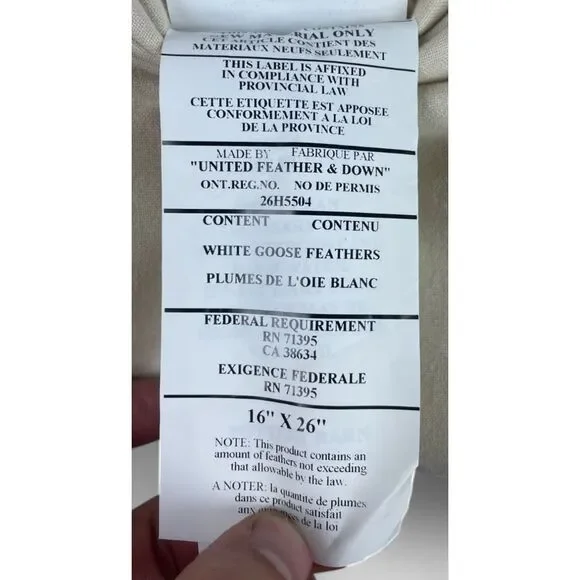 MATERIAL ONLY
CET ARTICLE CONTIENT DES
MATERIAUX NEUFS SEULEMENT
THIS LABEL IS AFFIXED
IN COMPLIANCE WITH
PROVINCIAL LAW
CETTE ETIQUETTE EST APPOSEE
CONFORMEMENT A LA LOI
DE LA PROVINCE
MADE BY FABRIQUE PAR
"UNITED FEATHER & DOWN"
ONT.REG.NO. NO DE PERMIS
26H5504
CONTENT CONTENU
WHITE GOOSE FEATHERS
PLUMES DE L'OIE BLANC
FEDERAL REQUIREMENT
RN 71395
CA 38634
EXIGENCE FEDERALE
RN 71395
16" X 26"
NOTE: This product contains an
amount of feathers not exceeding
that allowable by the law.
A NOTER: la quantite de plumes
dans ce product satisfait
aux de la loi